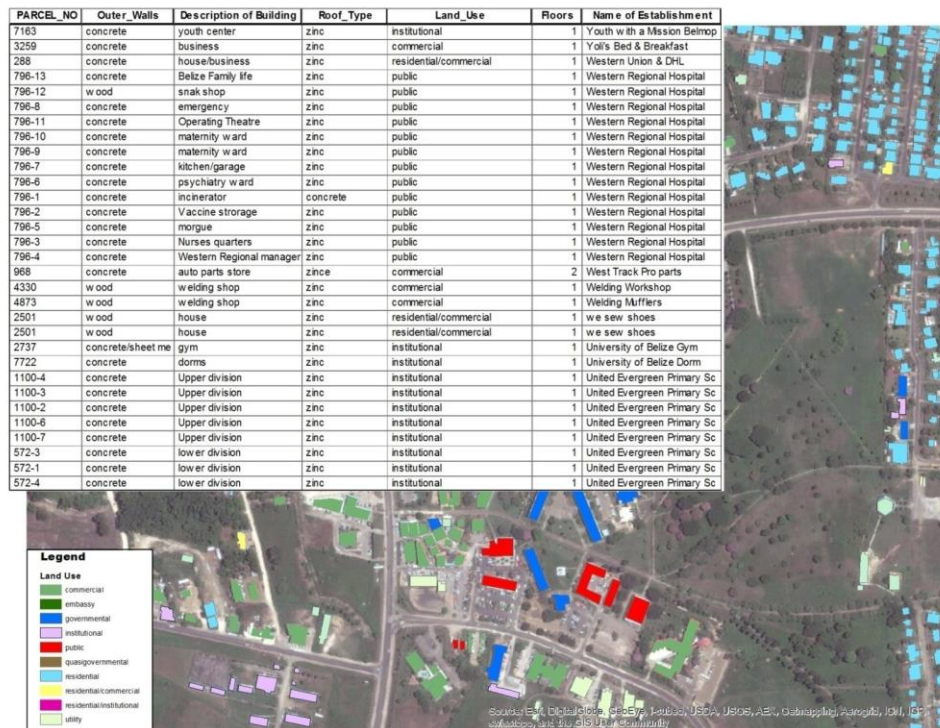 PARCEL_NO Outer_Walls Description of Building Roof_Type Land_Use Floors Name of Establishment
7163 concrete youth center zinc institutional 1 Youth with a Mission Belmop
3259 concrete business zinc commercial 1 Yoli's Bed & Breakfast
288 concrete house/business zinc residential/commercial 1 Western Union & DHL
796-13 concrete Belize Family life zinc public 1 Western Regional Hospital
796-12 wood snak shop zinc public 1 Western Regional Hospital
796-8 concrete emergency zinc public 1 Western Regional Hospital
796-11 concrete Operating Theatre zinc public 1 Western Regional Hospital
796-10 concrete maternity ward zinc public 1 Western Regional Hospital
796-9 concrete maternity ward zinc public 1 Western Regional Hospital
796-7 concrete kitchen/garage zinc public 1 Western Regional Hospital
796-6 concrete psychiatry ward zinc public 1 Western Regional Hospital
796-1 concrete incinerator concrete public 1 Western Regional Hospital
796-2 concrete Vaccine strorage zinc public 1 Western Regional Hospital
796-5 concrete morgue zinc public 1 Western Regional Hospital
796-3 concrete Nurses quarters zinc public 1 Western Regional Hospital
796-4 concrete Western Regional manager zinc public 1 Western Regional Hospital
968 concrete auto parts store zince commercial 2 West Track Pro parts
4330 wood welding shop zinc commercial 1 Welding Workshop
4873 wood welding shop zinc commercial 1 Welding Mufflers
2501 wood house zinc residential/commercial 1 we sew shoes
2501 wood house zinc residential/commercial 1 we sew shoes
2737 concrete/sheet me gym zinc institutional 1 University of Belize Gym
7722 concrete dorms zinc institutional 1 University of Belize Dorm
1100-4 concrete Upper division zinc institutional 1 United Evergreen Primary Sc
1100-3 concrete Upper division zinc institutional 1 United Evergreen Primary Sc
1100-2 concrete Upper division zinc institutional 1 United Evergreen Primary Sc
1100-6 concrete Upper division zinc institutional 1 United Evergreen Primary Sc
1100-7 concrete Upper division zinc institutional 1 United Evergreen Primary Sc
572-3 concrete lower division zinc institutional 1 United Evergreen Primary Sc
572-1 concrete lower division zinc institutional 1 United Evergreen Primary Sc
572-4 concrete lower division zinc institutional 1 United Evergreen Primary Sc
Legend
Land Use
commercial
embassy
governmental
institutional
public
quasigovernmental
residential
residential/commercial
residential/institutional
utility
Source: Esri, DigitalGlobe, GeoEye, i-cubed, USDA, USGS, AEX, Getmapping, Aerogrid, IGN, IGP,
swisstopo, and the GIS User Community